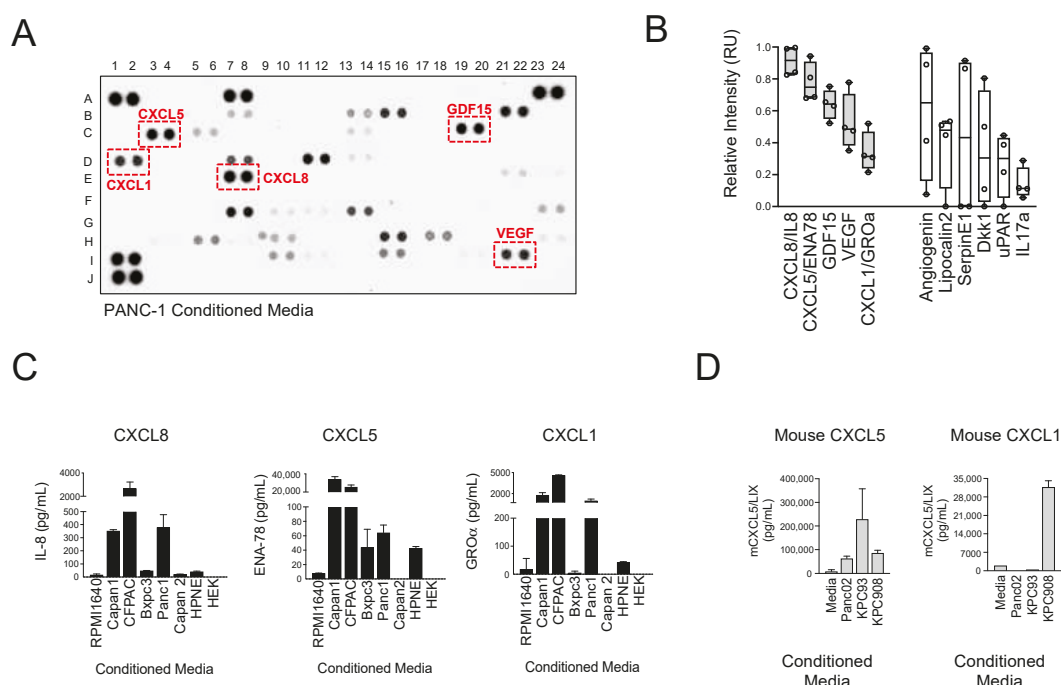 A
1 2 3 4 5 6 7 8 9 10 11 12 13 14 15 16 17 18 19 20 21 22 23 24
A
B
C
D
E
F
G
H
I
J
CXCL5
GDF15
CXCL1
CXCL8
VEGF
PANC-1 Conditioned Media
B
Relative Intensity (RU)
1.0
0.8
0.6
0.4
0.2
0.0
CXCL8/IL8
CXCL5/ENA78
GDF15
VEGF
CXCL1/GROa
Angiogenin
Lipocalin2
SerpinE1
Dkk1
uPAR
IL17a
C
CXCL8
IL-8 (pg/mL)
4000
2000
500
400
300
200
100
0
RPMI1640
Capan1
CFPAC
Bxpc3
Panc1
Capan 2
HPNE
HEK
Conditioned Media
CXCL5
ENA-78 (pg/mL)
40,000
20,000
100
80
60
40
20
0
RPMI1640
Capan1
CFPAC
Bxpc3
Panc1
Capan2
HPNE
HEK
Conditioned Media
CXCL1
GROα (pg/mL)
5000
0
200
100
0
RPMI1640
Capan1
CFPAC
Bxpc3
Panc1
Capan 2
HPNE
HEK
Conditioned Media
D
Mouse CXCL5
mCXCL5/LIX
(pg/mL)
400,000
300,000
200,000
100,000
0
Media
Panc02
KPC93
KPC908
Conditioned
Media
Mouse CXCL1
mCXCL5/LIX
(pg/mL)
35,000
28,000
21,000
14,000
7000
0
Media
Panc02
KPC93
KPC908
Conditioned
Media